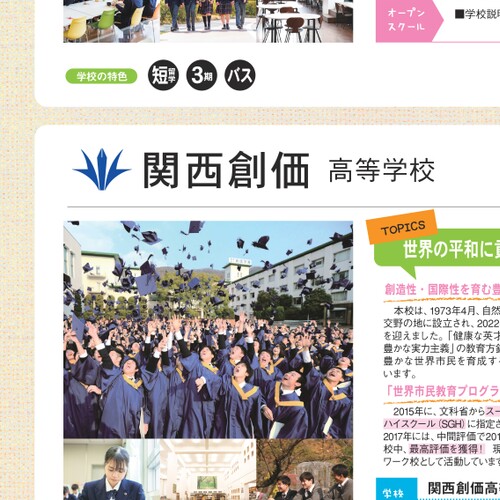 オープン
スクール
■学校説明
学校の特色
短留学
3期
バス
関西創価 高等学校
TOPICS
世界の平和に
創造性・国際性を育む
本校は、1973年4月、自然
交野の地に設立され、2022
を迎えました。「健康な英才
豊かな実力主義」の教育方
豊かな世界市民を育成す
います。
「世界市民教育プログラ
2015年に、文科省からスー
ハイスクール(SGH)に指定さ
2017年には、中間評価で201
校中、最高評価を獲得! 現
ワーク校として活動していま
学校
関西創価高